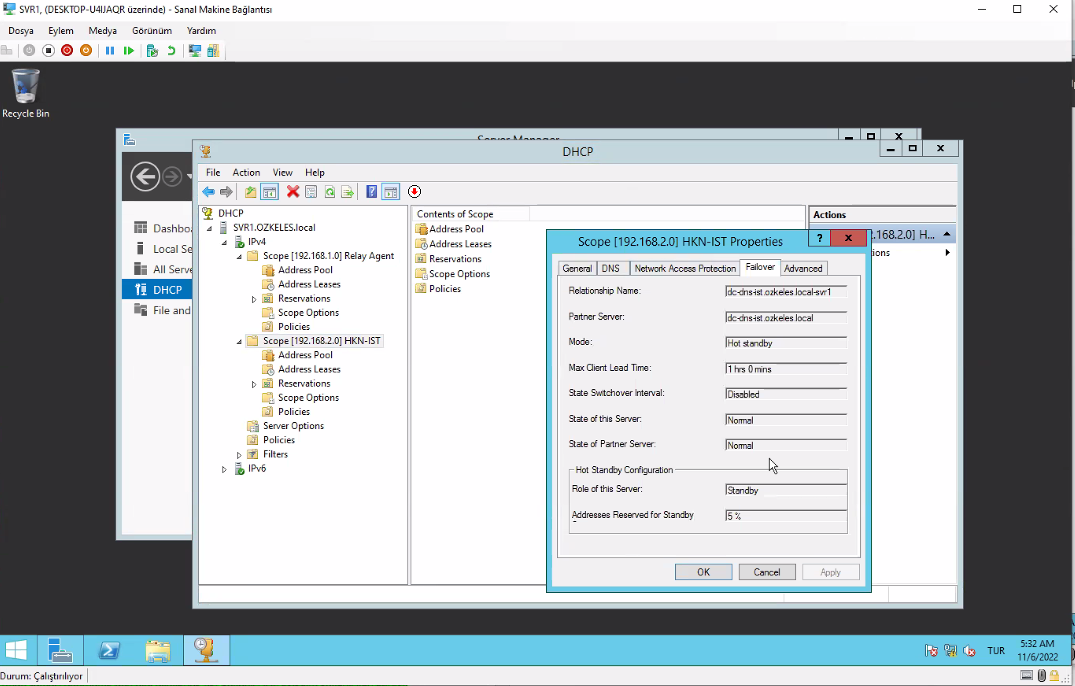 SVR1, (DESKTOP-U4IJAQR üzerinde) - Sanal Makine Bağlantısı
Dosya Eylem Medya Görünüm Yardım
Recycle Bin
Server Manager
DHCP
File Action View Help
Dashbo
Local Se
All Serve
DHCP
File and
DHCP
SVR1.OZKELES.local
IPv4
Scope [192.168.1.0] Relay Agent
Address Pool
Address Leases
Reservations
Scope Options
Policies
Scope [192.168.2.0] HKN-IST
Address Pool
Address Leases
Reservations
Scope Options
Policies
Server Options
Policies
Filters
IPv6
Contents of Scope
Address Pool
Address Leases
Reservations
Scope Options
Policies
Actions
.168.2.0] H...
ions
Scope [192.168.2.0] HKN-IST Properties
General DNS Network Access Protection Failover Advanced
Relationship Name: dc-dns-ist.ozkeles.local-svr1
Partner Server: dc-dns-ist.ozkeles.local
Mode: Hot standby
Max Client Lead Time: 1 hrs 0 mins
State Switchover Interval: Disabled
State of this Server: Normal
State of Partner Server: Normal
Hot Standby Configuration
Role of this Server: Standby
Addresses Reserved for Standby 5 %
OK Cancel Apply
TUR
5:32 AM
11/6/2022
Durum: Çalıştırılıyor